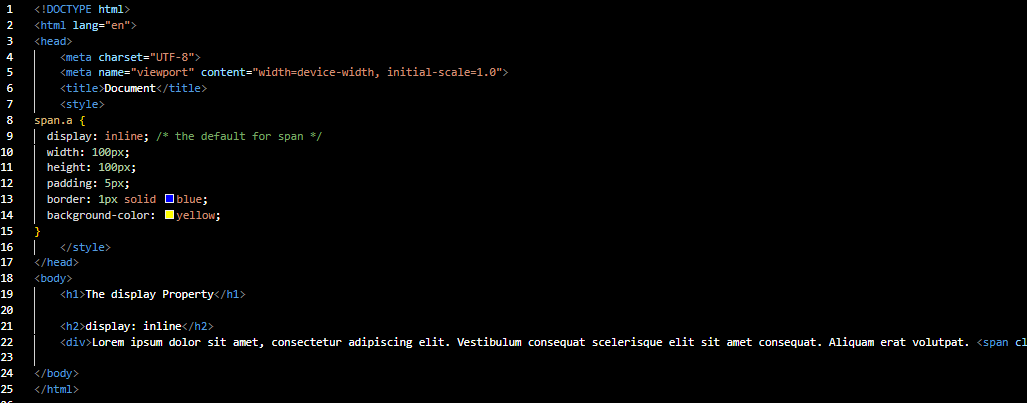 1 <!DOCTYPE html>
2 <html lang="en">
3 <head>
4     <meta charset="UTF-8">
5     <meta name="viewport" content="width=device-width, initial-scale=1.0">
6     <title>Document</title>
7     <style>
8 span.a {
9   display: inline; /* the default for span */
10   width: 100px;
11   height: 100px;
12   padding: 5px;
13   border: 1px solid blue;
14   background-color: yellow;
15 }
16     </style>
17 </head>
18 <body>
19     <h1>The display Property</h1>
20
21     <h2>display: inline</h2>
22     <div>Lorem ipsum dolor sit amet, consectetur adipiscing elit. Vestibulum consequat scelerisque elit sit amet consequat. Aliquam erat volutpat. <span cl
23
24 </body>
25 </html>